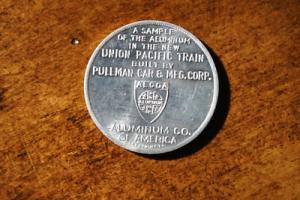 A SAMPLE
OF THE ALUMINUM
IN THE NEW
UNION PACIFIC TRAIN
BUILT BY
PULLMAN CAR & MFG. CORP.
ALCOA
ALUMINUM
ALUMINUM CO.
OF AMERICA